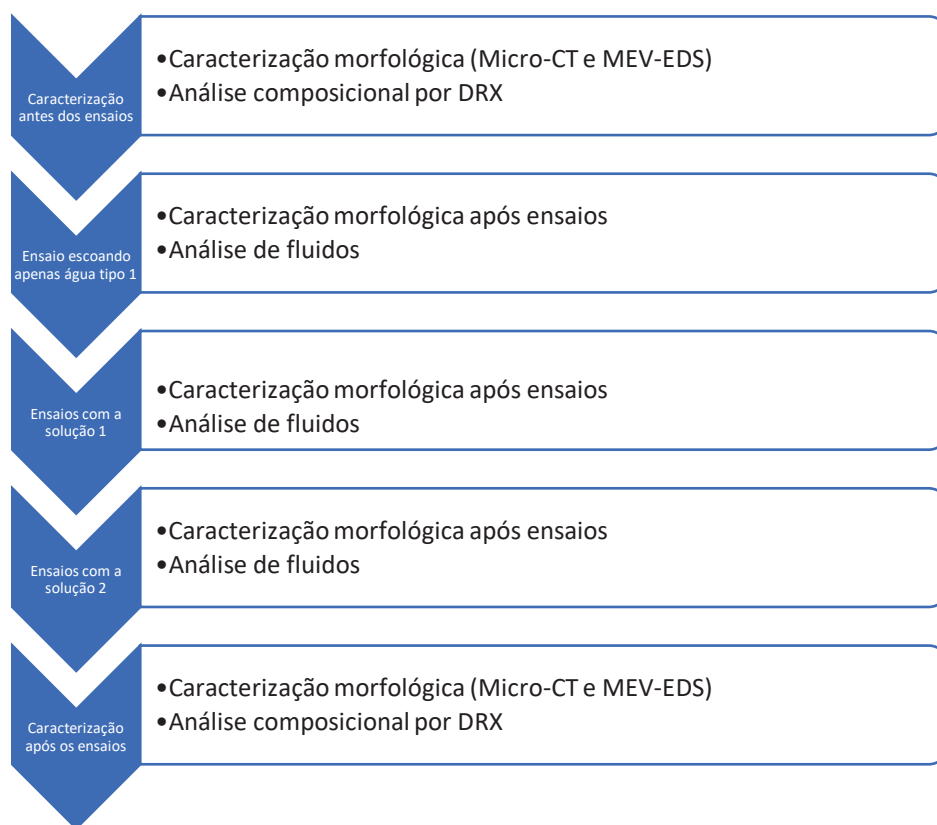 Caracterização
antes dos ensaios
•Caracterização morfológica (Micro-CT e MEV-EDS)
•Análise composicional por DRX
Ensaio escoando
apenas água tipo 1
•Caracterização morfológica após ensaios
•Análise de fluidos
Ensaios com a
solução 1
•Caracterização morfológica após ensaios
•Análise de fluidos
Ensaios com a
solução 2
•Caracterização morfológica após ensaios
•Análise de fluidos
Caracterização
após os ensaios
•Caracterização morfológica (Micro-CT e MEV-EDS)
•Análise composicional por DRX